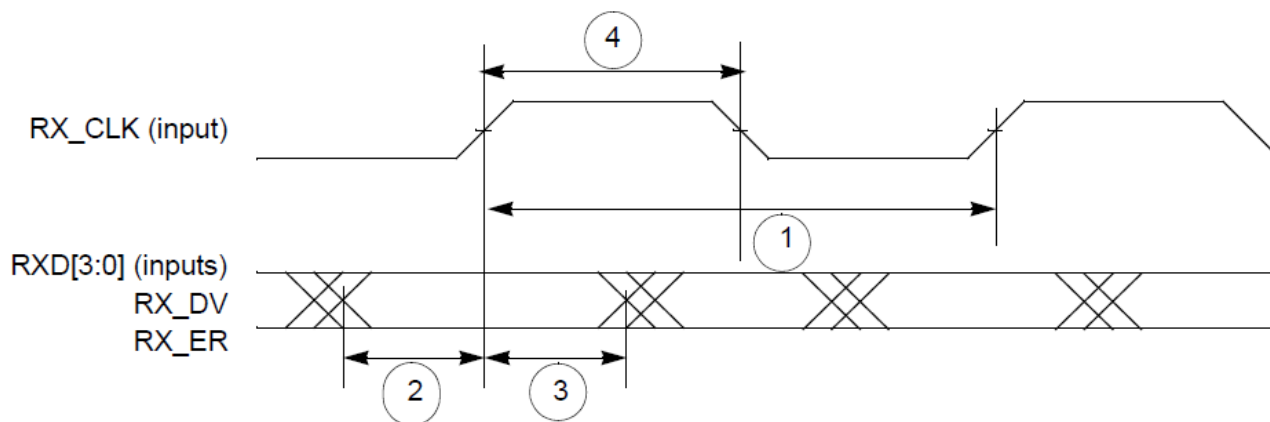 4
RX_CLK (input)
1
RXD[3:0] (inputs)
RX_DV
RX_ER
2
3